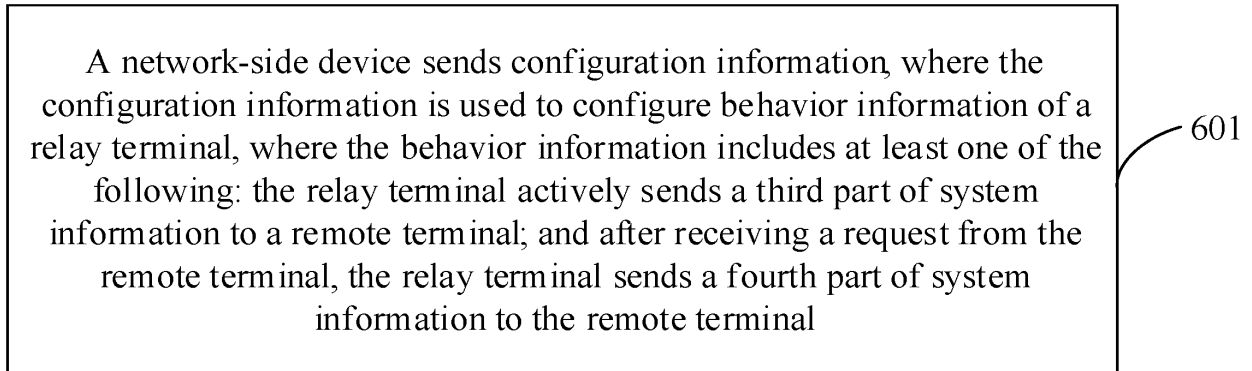 A network-side device sends configuration information, where the
configuration information is used to configure behavior information of a
relay terminal, where the behavior information includes at least one of the
following: the relay terminal actively sends a third part of system
information to a remote terminal; and after receiving a request from the
remote terminal, the relay terminal sends a fourth part of system
information to the remote terminal
601